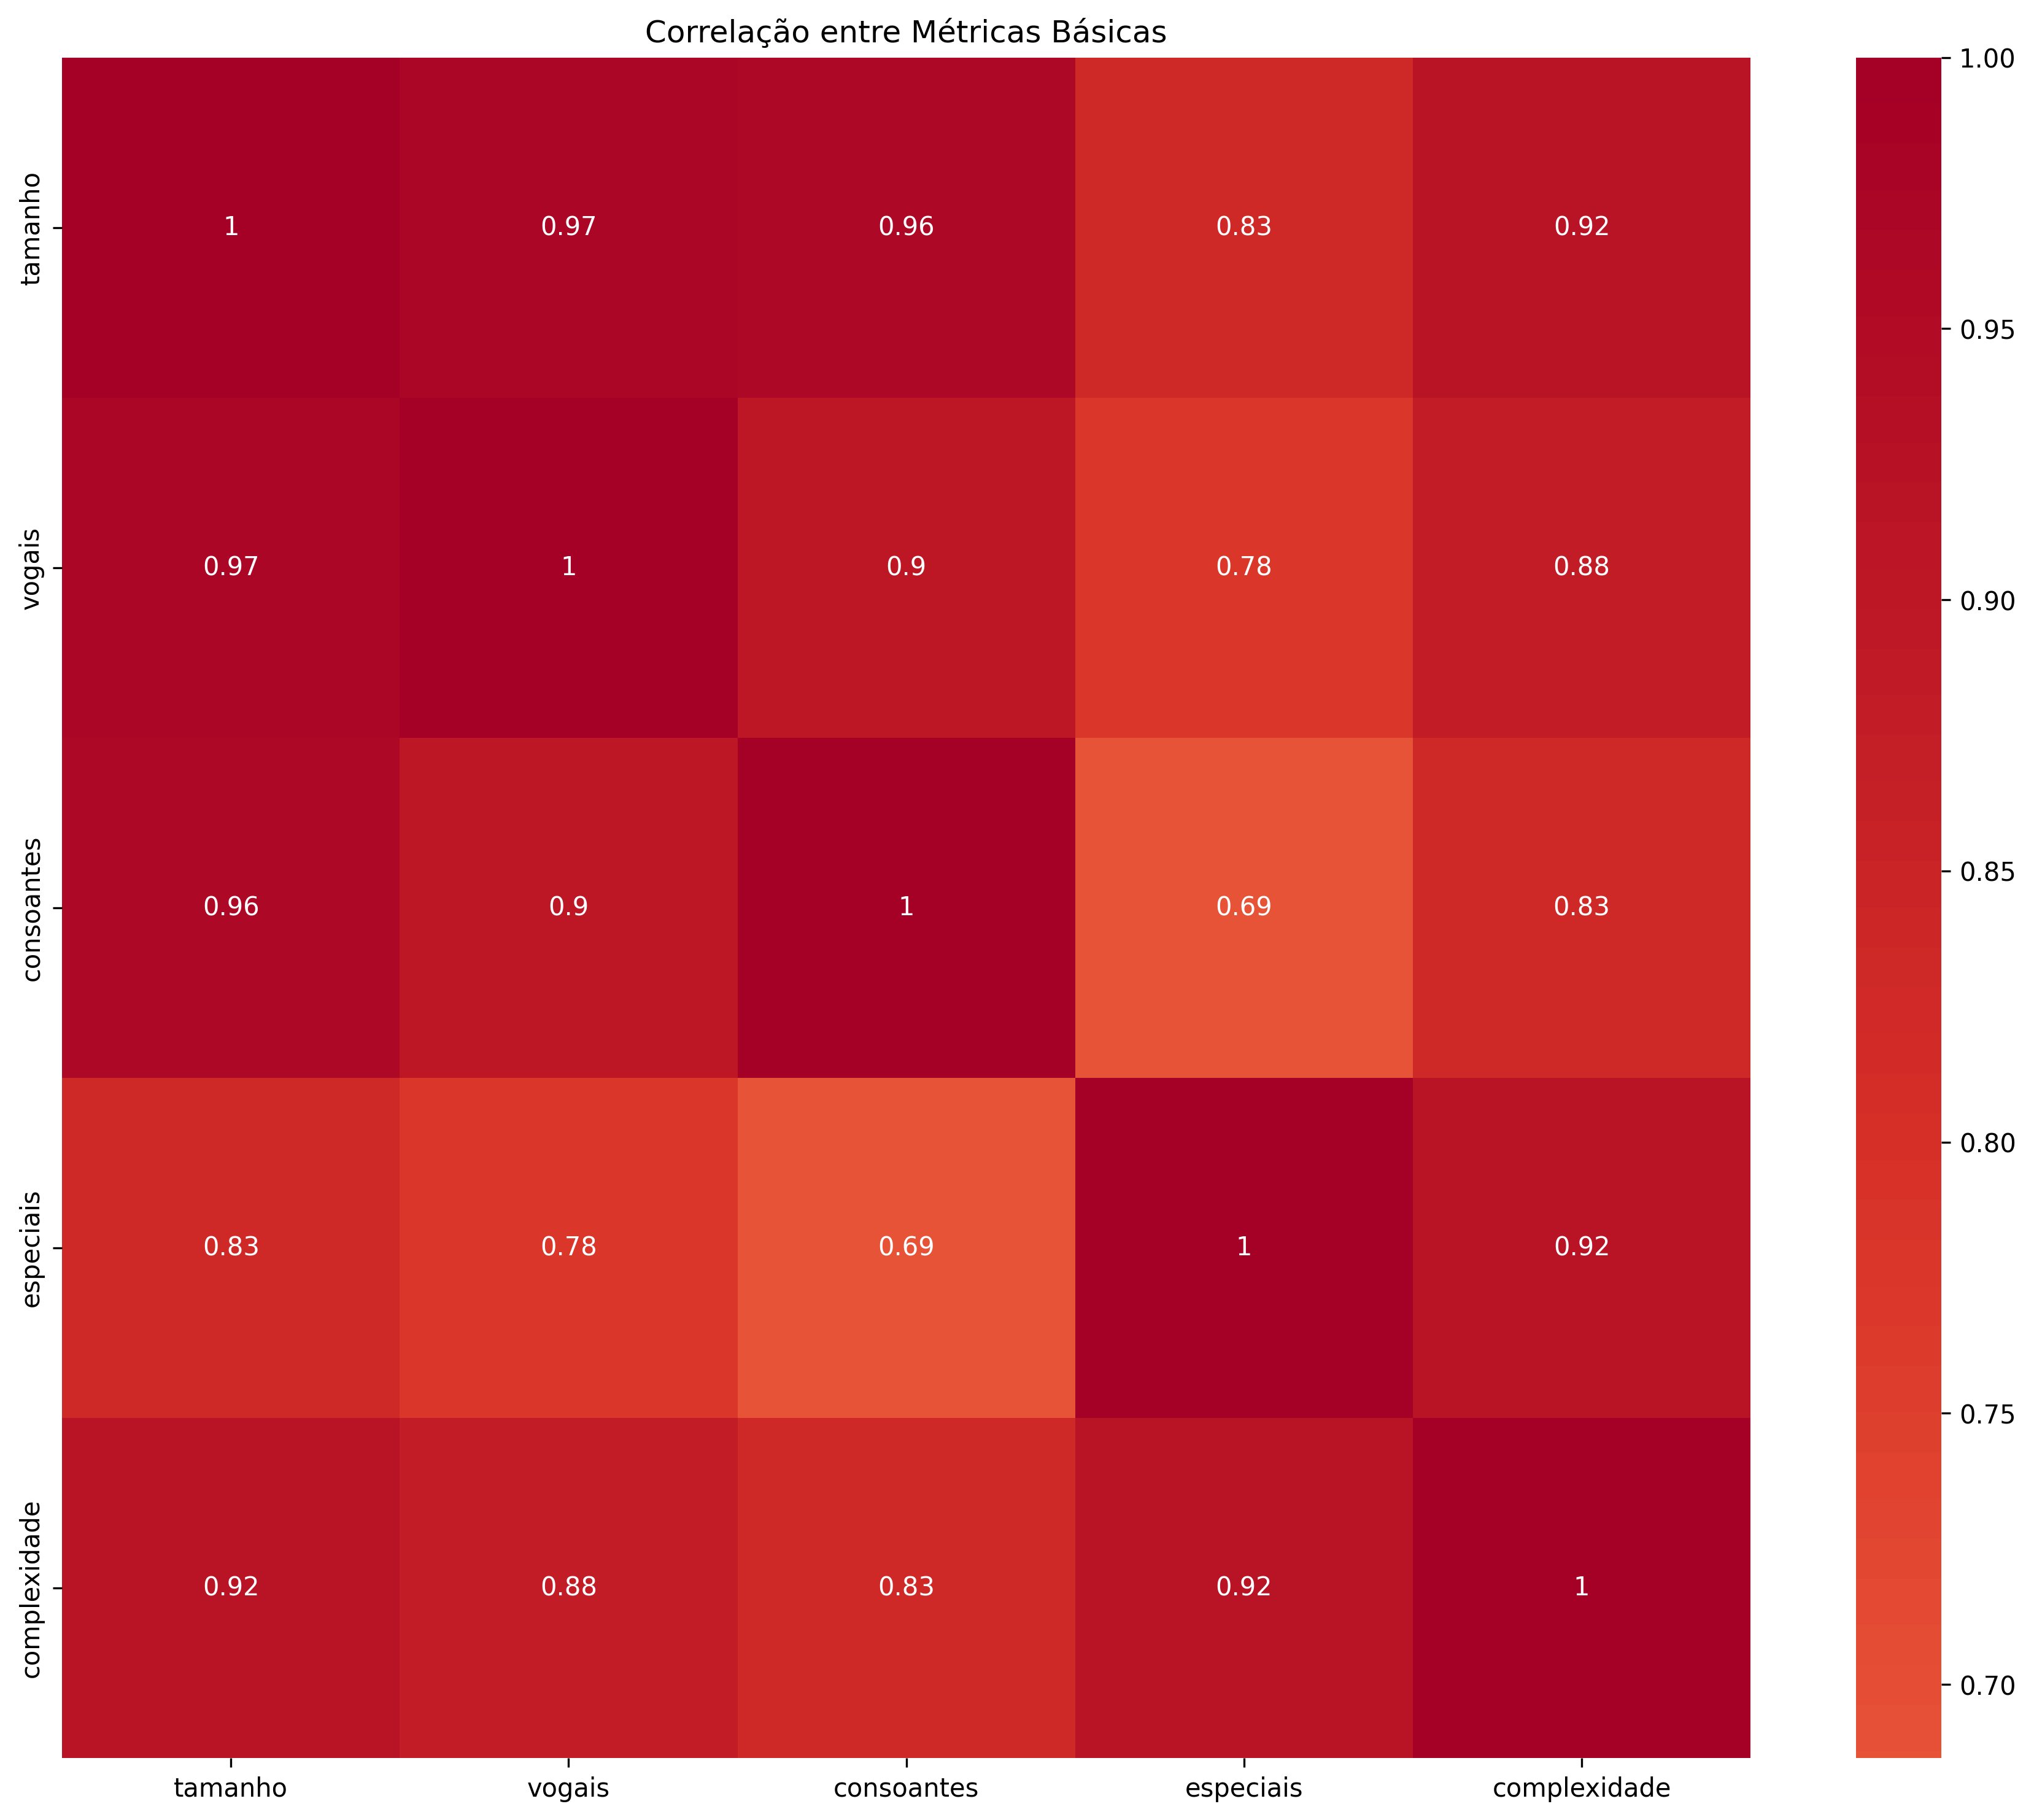 Correlação entre Métricas Básicas
tamanho
1 0.97 0.96 0.83 0.92
vogais
0.97 1 0.9 0.78 0.88
consoantes
0.96 0.9 1 0.69 0.83
especiais
0.83 0.78 0.69 1 0.92
complexidade
0.92 0.88 0.83 0.92 1
tamanho vogais consoantes especiais complexidade
1.00
0.95
0.90
0.85
0.80
0.75
0.70